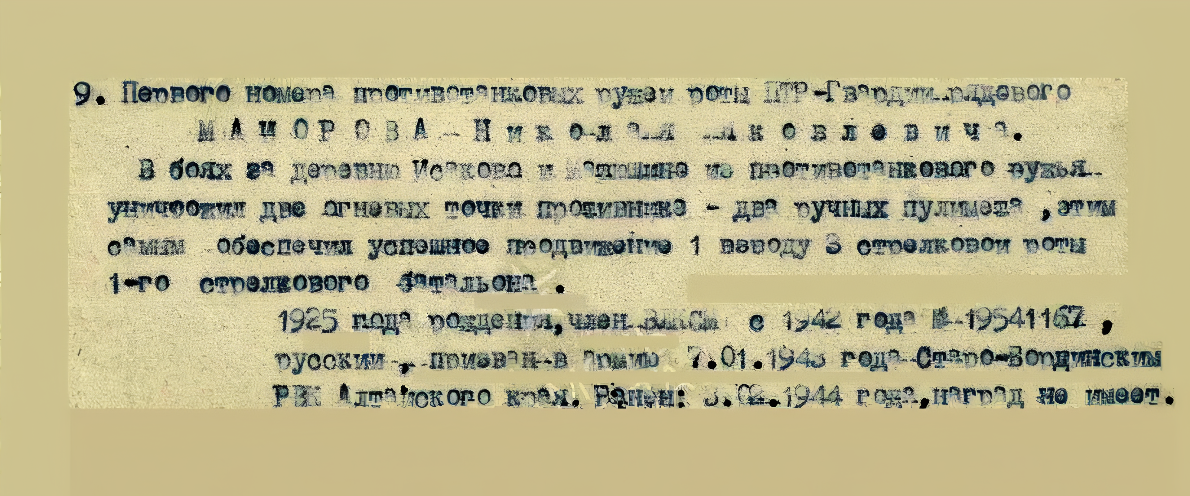 9. Первого номера противотанковых ружей роты ПТР-Гвардии рядового
МАЙОРОВА - Николая Яковлевича.
В боях за деревню Исаково и Матюшино из противотанкового ружья
уничтожил две огневых точки противника - два ручных пулимета ,этим
самым обеспечил успешное продвижение 1 взводу 3 стрелковой роты
1-го стрелкового батальона .
1925 года рождения,член ВЛКСМ с 1942 года № 19541167 ,
русский , призван в Армию 7.01.1943 года Старо-Бординским
РВК Алтайского края. Ранен: 3.02.1944 года,наград не имеет.